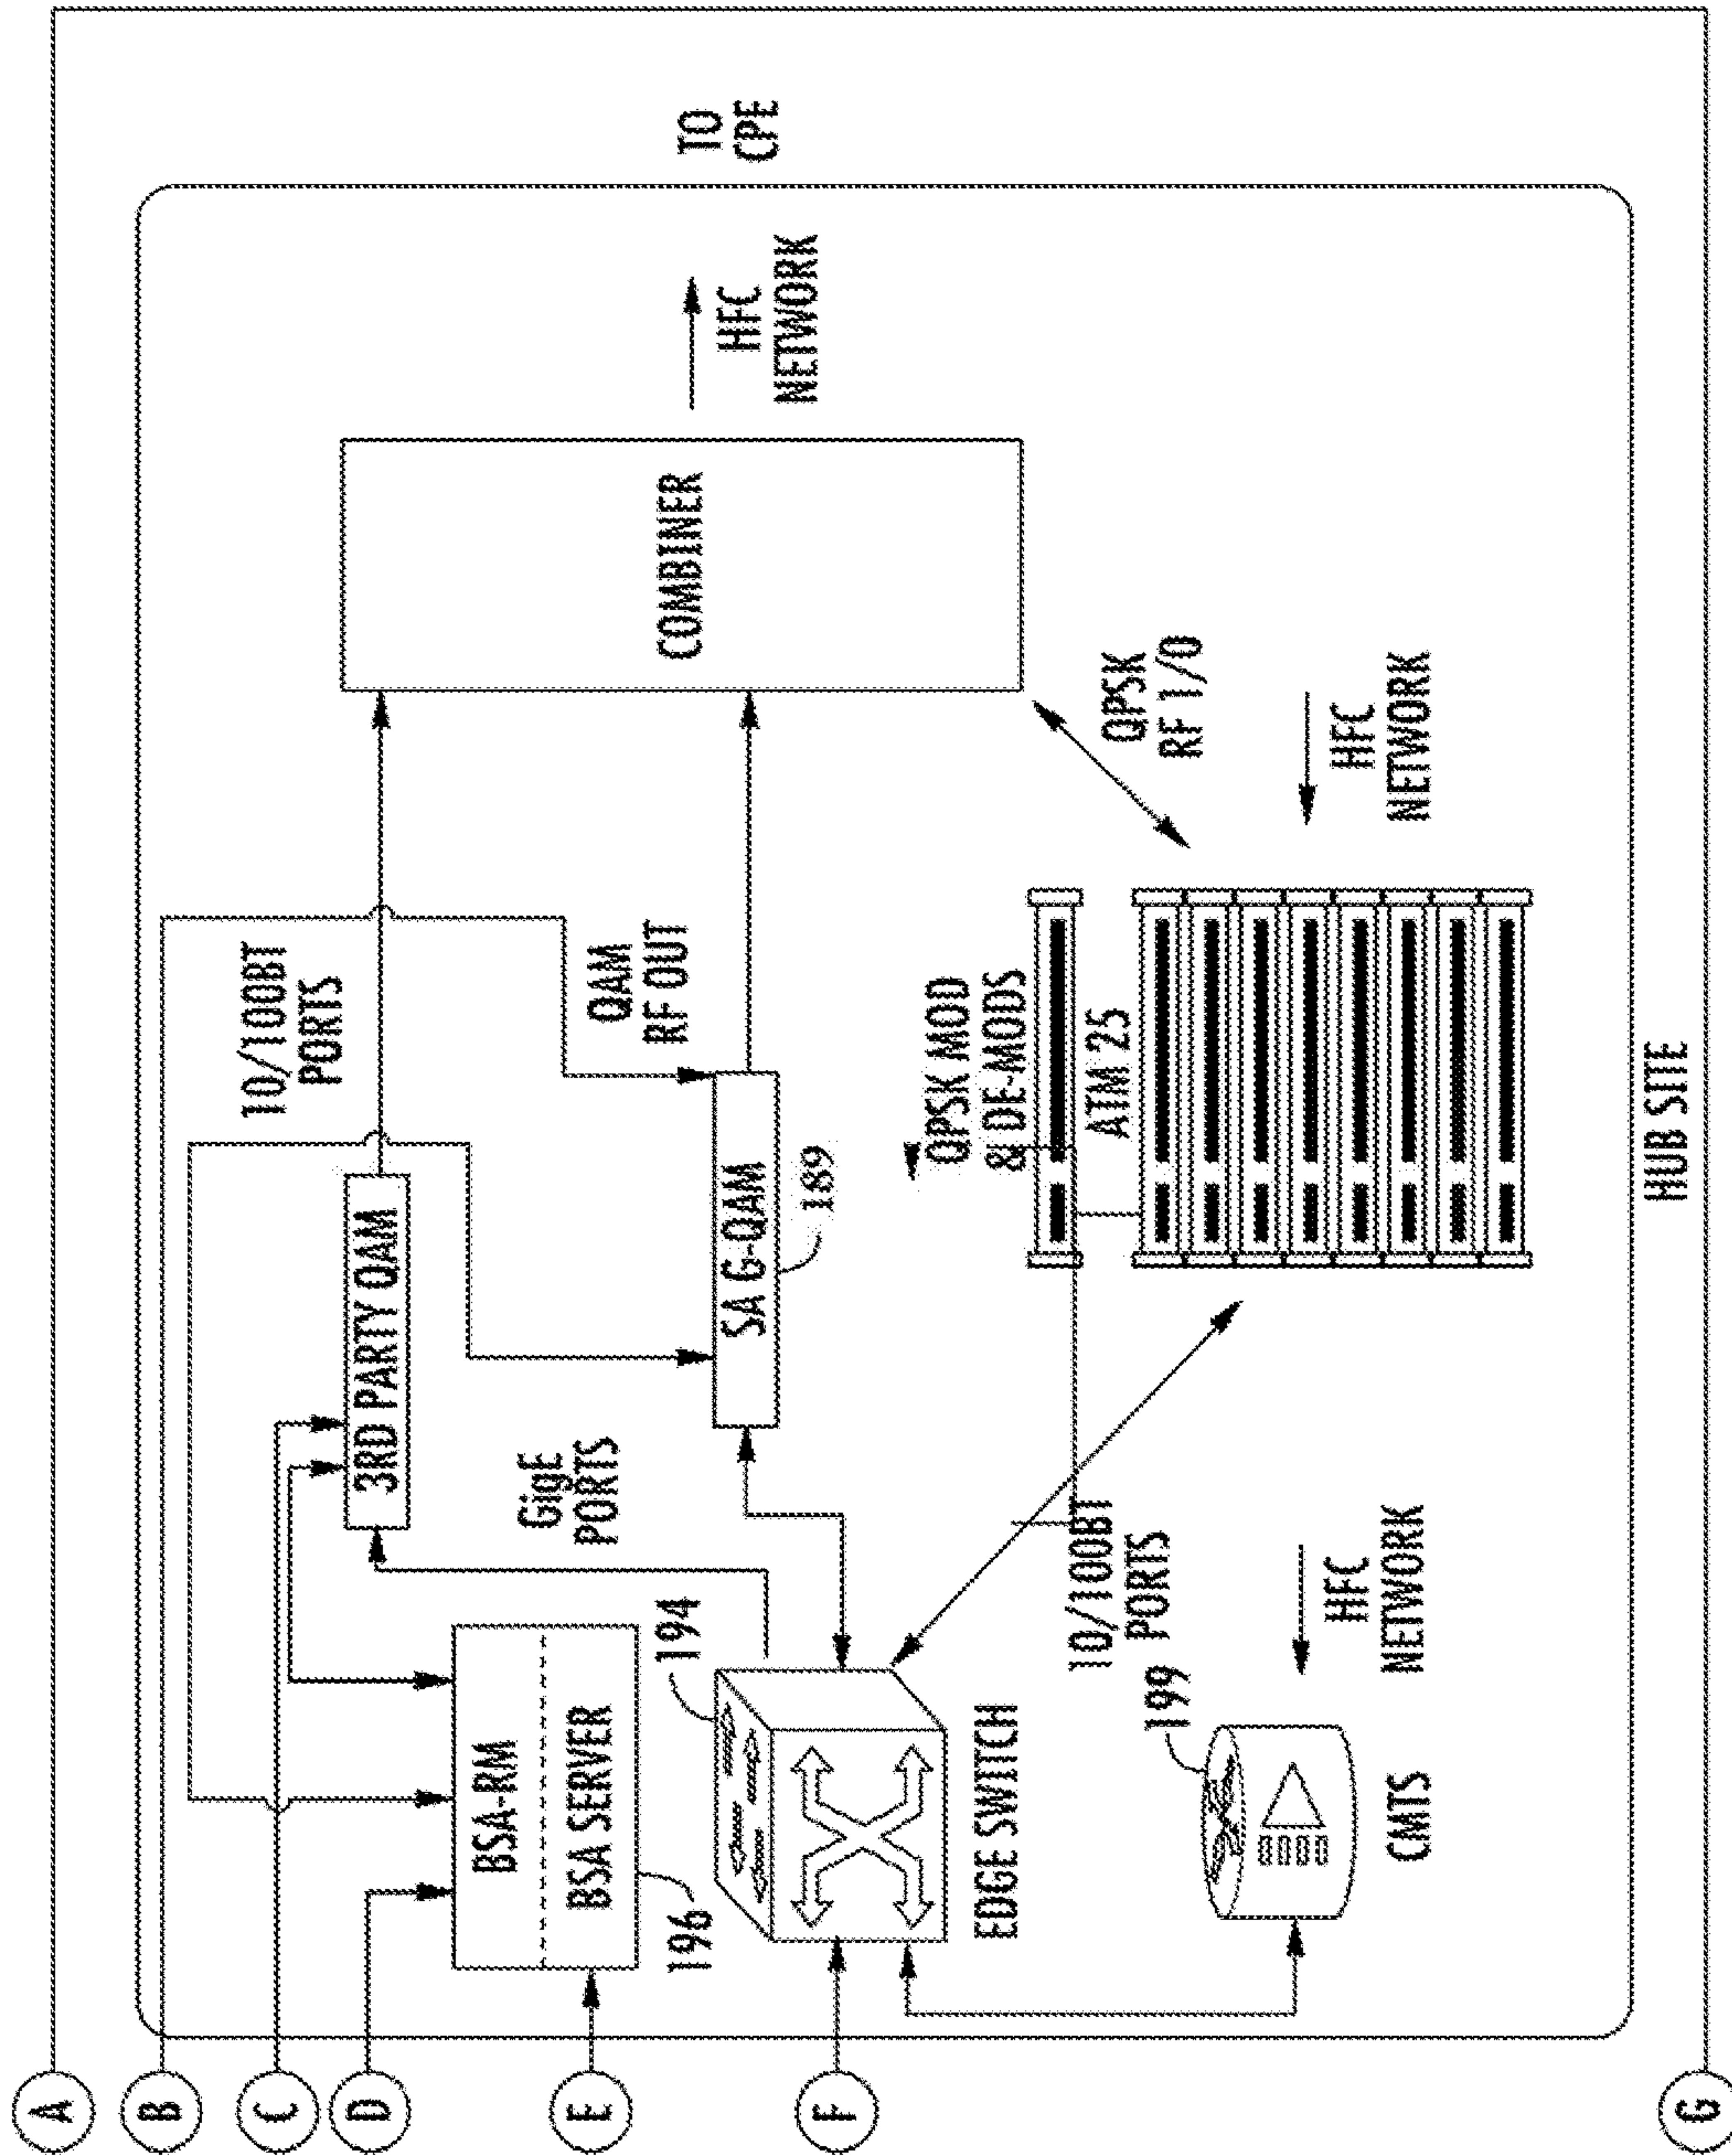 A
B
C
D
E
F
G
TO
CPE
HFC
NETWORK
COMBINER
10/100BT
PORTS
3RD PARTY QAM
QAM
RF OUT
SA G-QAM
189
GigE
PORTS
BSA-RM
BSA SERVER
196
194
EDGE SWITCH
QPSK
RF I/O
QPSK MOD
& DE-MODS
ATM 25
HFC
NETWORK
10/100BT
PORTS
199
CMTS
HFC
NETWORK
HUB SITE